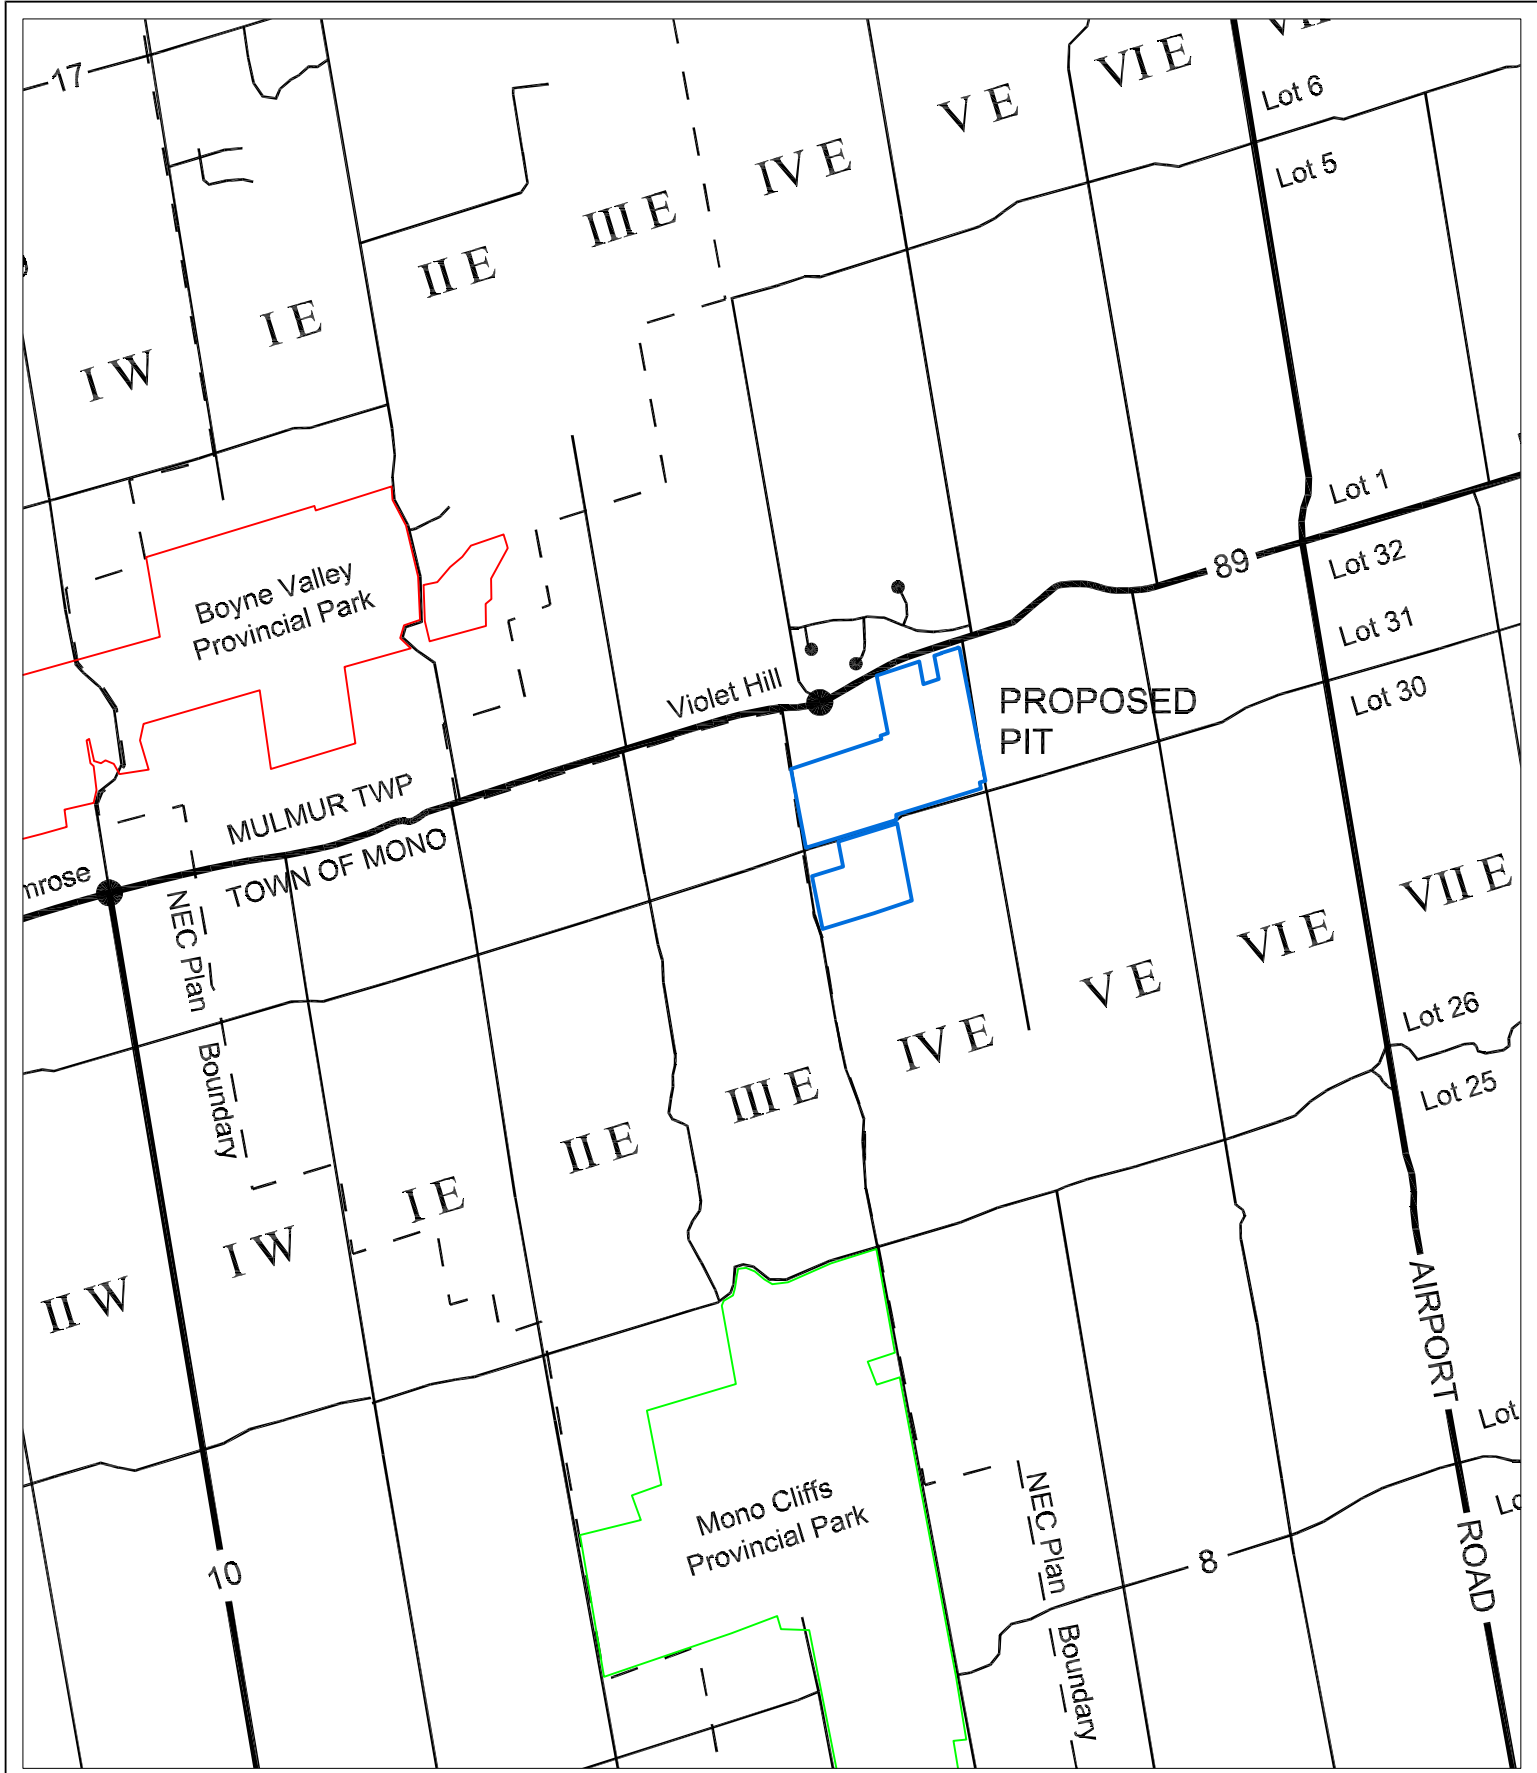 17
VI E
Lot 6
V E
IV E
Lot 5
III E
II E
I E
I W
Lot 1
89
Lot 32
Boyne Valley
Provincial Park
Lot 31
Violet Hill
PROPOSED
PIT
Lot 30
MULMUR TWP
TOWN OF MONO
VII E
NEC Plan
Boundary
VI E
V E
Lot 26
IV E
Lot 25
III E
II E
I E
I W
II W
AIRPORT
ROAD
Lot
Mono Cliffs
Provincial Park
NEC Plan
Boundary
8
10